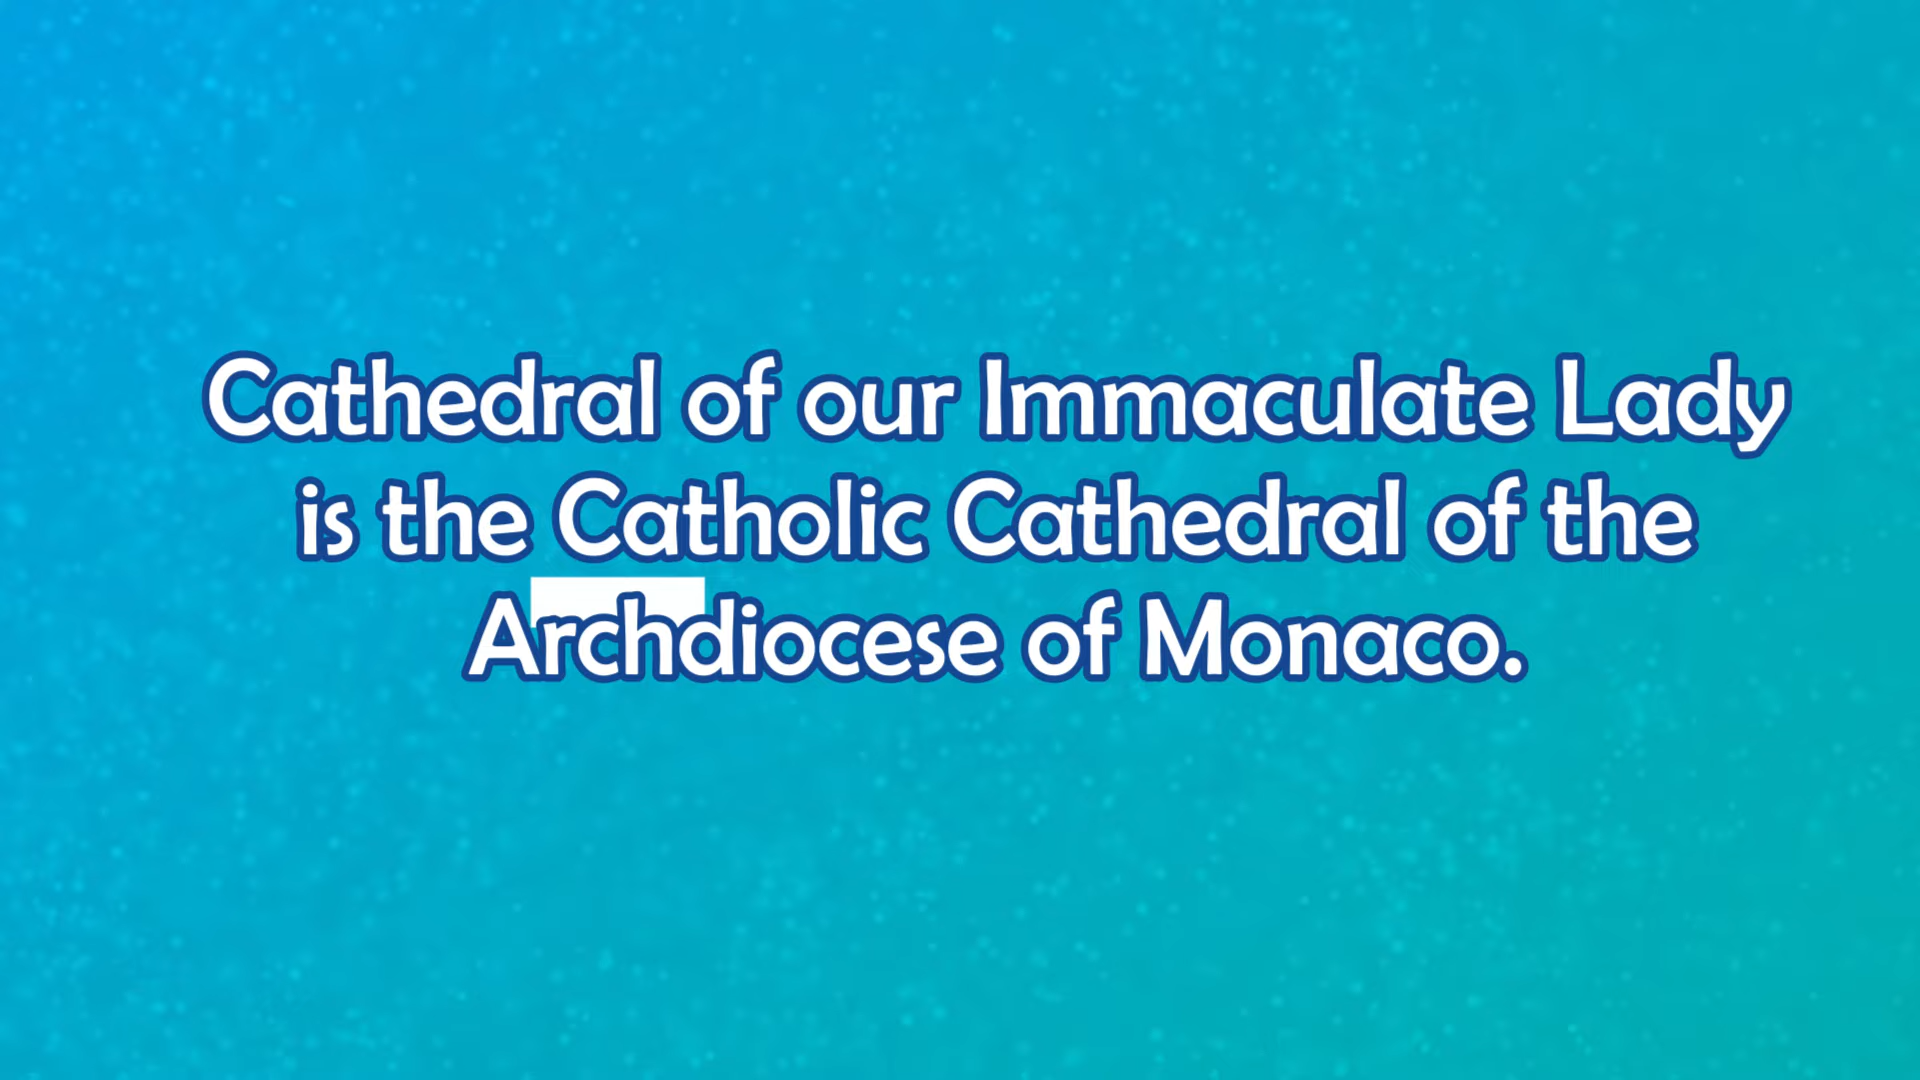 Cathedral of our Immaculate Lady
is the Catholic Cathedral of the
Archdiocese of Monaco.